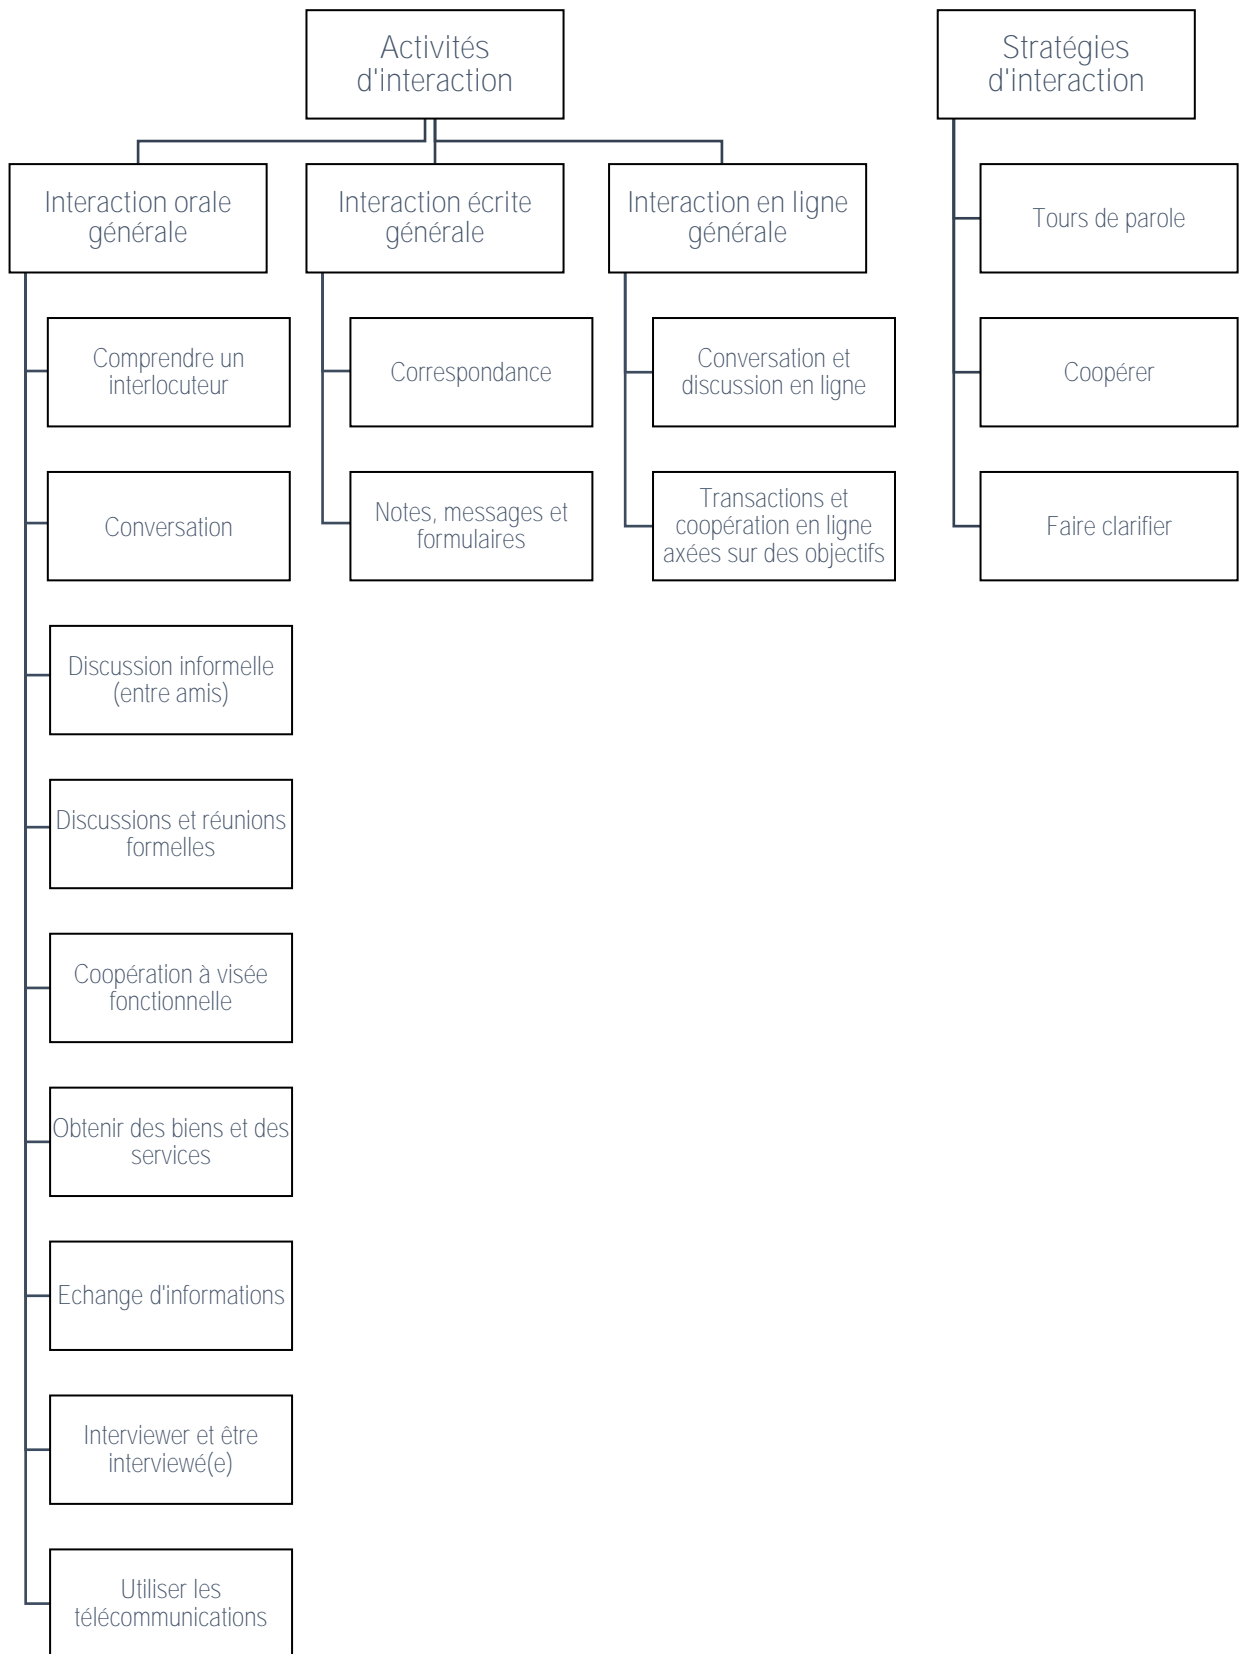 Activités
d'interaction
Interaction orale
générale
Comprendre un
interlocuteur
Conversation
Discussion informelle
(entre amis)
Discussions et réunions
formelles
Coopération à visée
fonctionnelle
Obtenir des biens et des
services
Echange d'informations
Interviewer et être
interviewé(e)
Utiliser les
télécommunications
Interaction écrite
générale
Correspondance
Notes, messages et
formulaires
Interaction en ligne
générale
Conversation et
discussion en ligne
Transactions et
coopération en ligne
axées sur des objectifs
Stratégies
d'interaction
Tours de parole
Coopérer
Faire clarifier